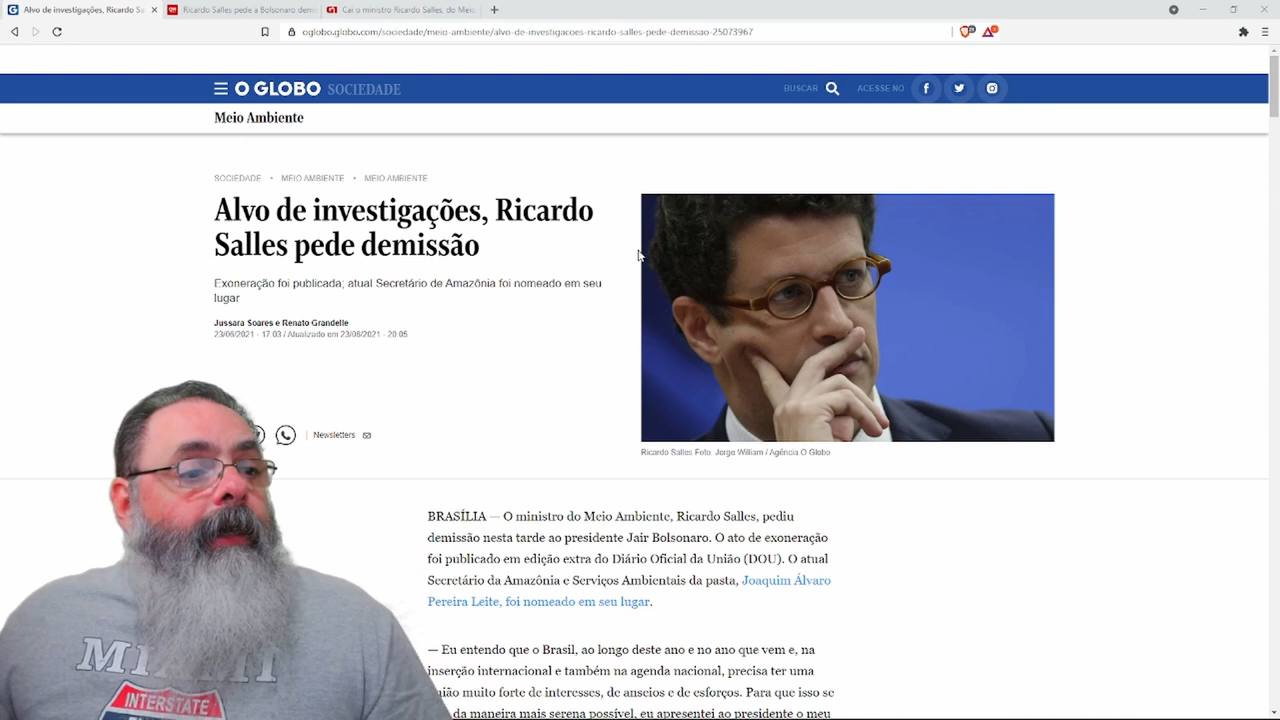 Alvo de investigações, Ricardo Sa
Ricardo Salles pede a Bolsonaro demi
Cai o ministro Ricardo Salles, do Meio
oglobo.globo.com/sociedade/meio-ambiente/alvo-de-investigacoes-ricardo-salles-pede-demissao-25073967
O GLOBO SOCIEDADE
BUSCAR
ACESSE NO
Meio Ambiente
SOCIEDADE • MEIO AMBIENTE • MEIO AMBIENTE
Alvo de investigações, Ricardo
Salles pede demissão
Exoneração foi publicada; atual Secretário de Amazônia foi nomeado em seu
lugar
Jussara Soares e Renato Grandelle
23/06/2021 - 17:03 / Atualizado em 23/06/2021 - 20:05
Newsletters
Ricardo Salles Foto: Jorge William / Agência O Globo
BRASÍLIA — O ministro do Meio Ambiente, Ricardo Salles, pediu
demissão nesta tarde ao presidente Jair Bolsonaro. O ato de exoneração
foi publicado em edição extra do Diário Oficial da União (DOU). O atual
Secretário da Amazônia e Serviços Ambientais da pasta, Joaquim Álvaro
Pereira Leite, foi nomeado em seu lugar.
— Eu entendo que o Brasil, ao longo deste ano e no ano que vem e, na
inserção internacional e também na agenda nacional, precisa ter uma
muito forte de interesses, de anseios e de esforços. Para que isso se
da maneira mais serena possível, eu apresentei ao presidente o meu
INTERSTATE